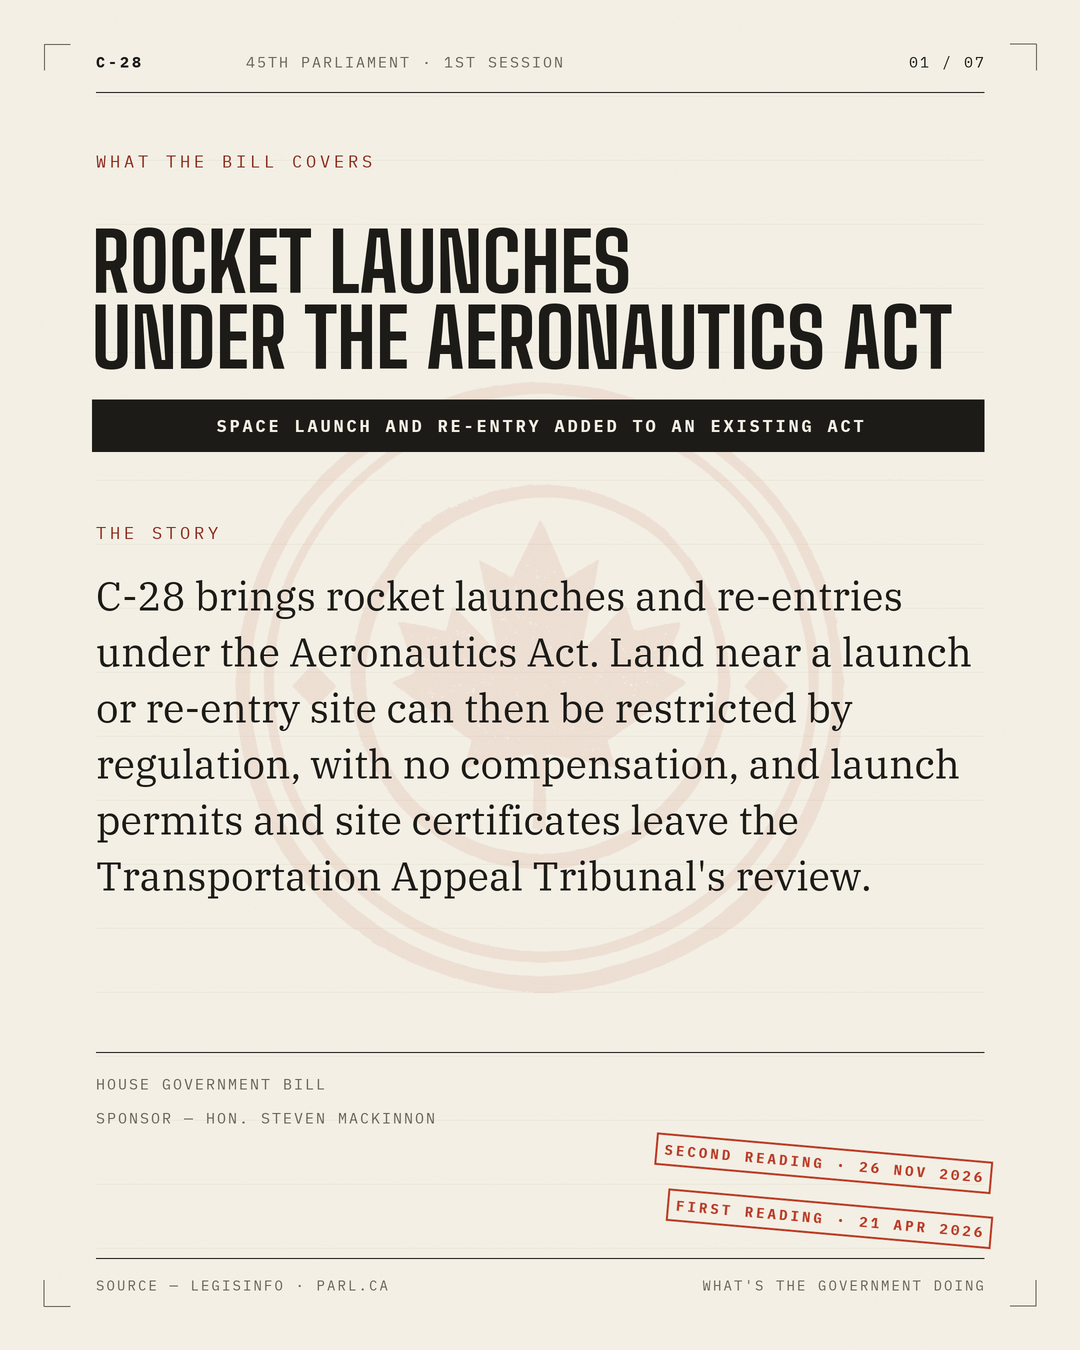 C-28
45TH PARLIAMENT · 1ST SESSION
01 / 07
WHAT THE BILL COVERS
ROCKET LAUNCHES
UNDER THE AERONAUTICS ACT
SPACE LAUNCH AND RE-ENTRY ADDED TO AN EXISTING ACT
THE STORY
C-28 brings rocket launches and re-entries
under the Aeronautics Act. Land near a launch
or re-entry site can then be restricted by
regulation, with no compensation, and launch
permits and site certificates leave the
Transportation Appeal Tribunal's review.
HOUSE GOVERNMENT BILL
SPONSOR — HON. STEVEN MACKINNON
SECOND READING · 26 NOV 2026
FIRST READING · 21 APR 2026
SOURCE — LEGISINFO · PARL.CA
WHAT'S THE GOVERNMENT DOING